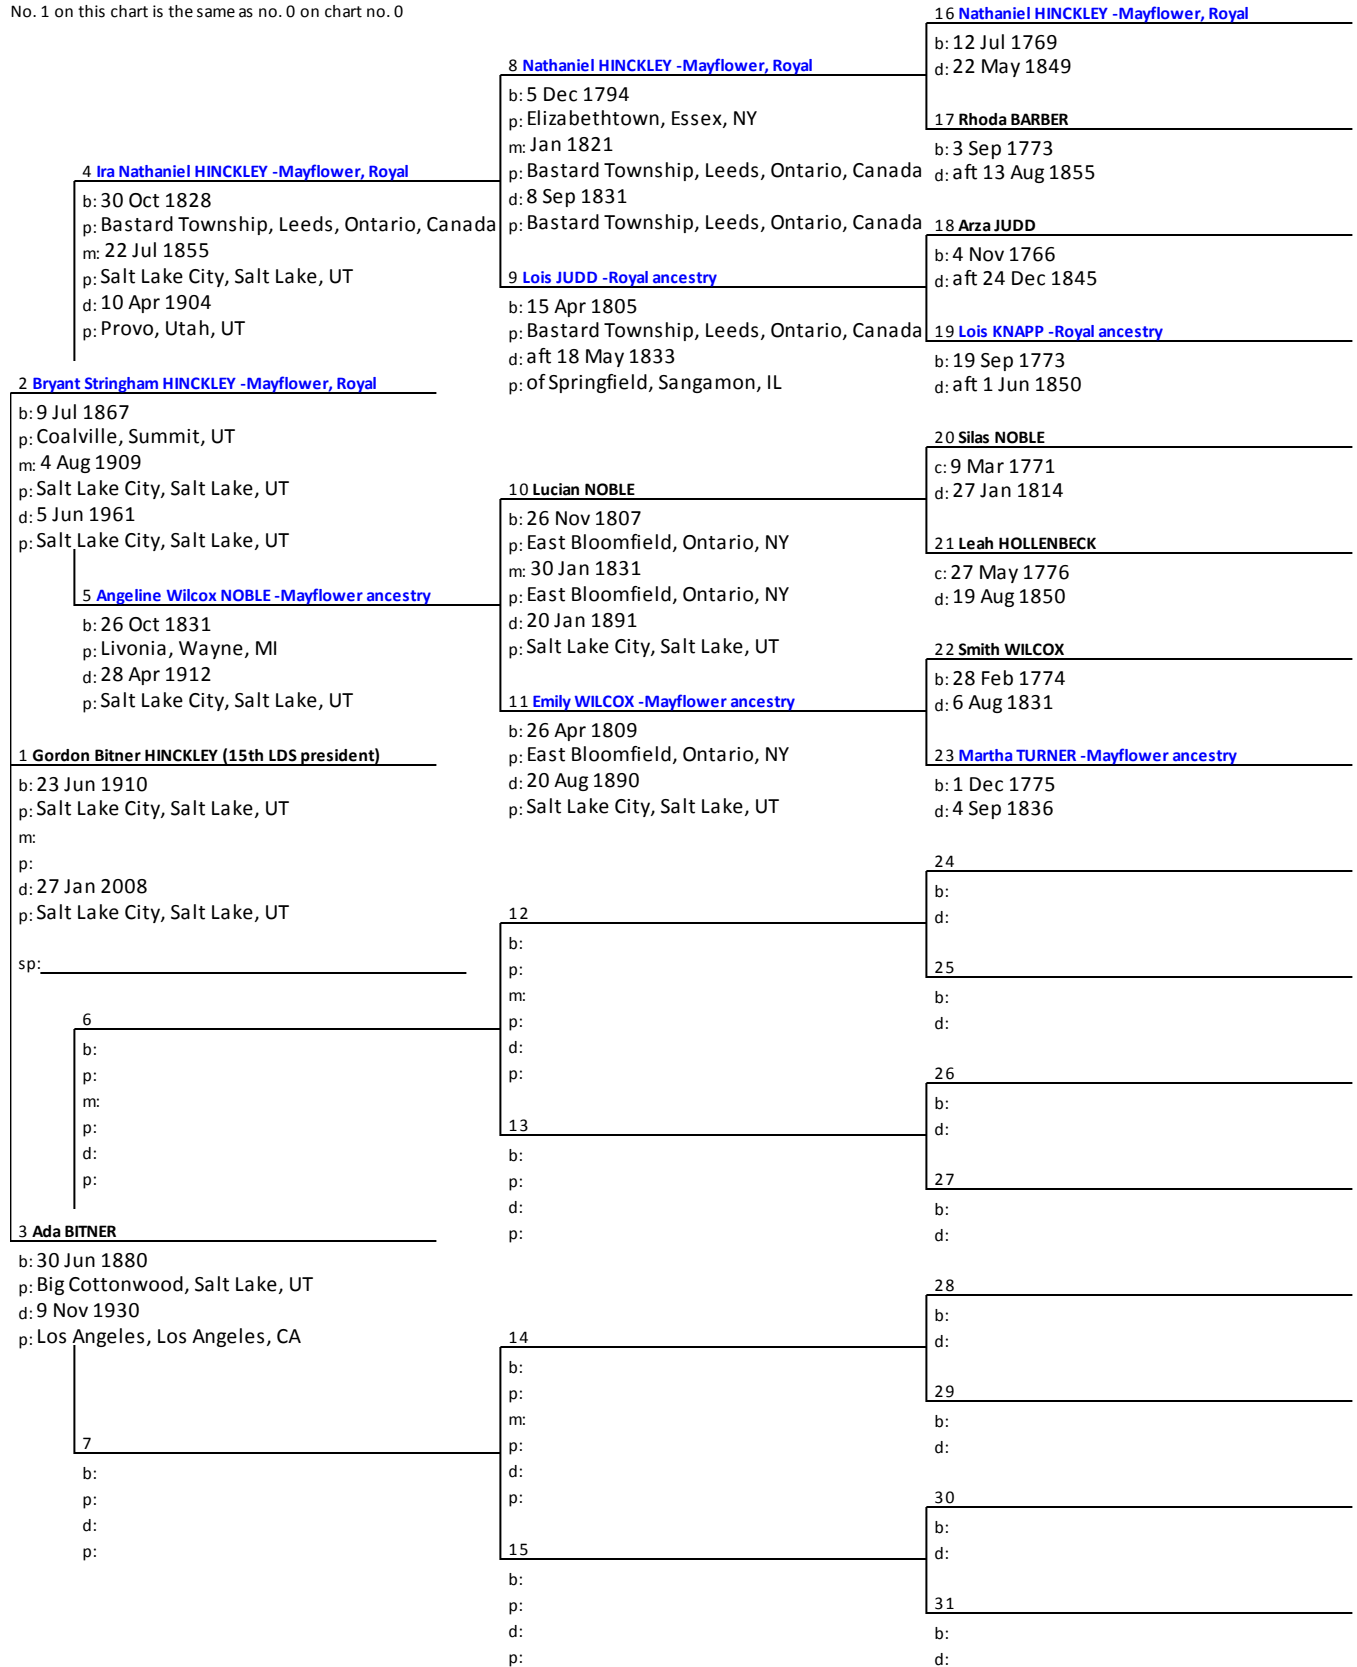 No. 1 on this chart is the same as no. 0 on chart no. 0
2 Bryant Stringham HINCKLEY -Mayflower, Royal
b: 9 Jul 1867
p: Coalville, Summit, UT
m: 4 Aug 1909
p: Salt Lake City, Salt Lake, UT
d: 5 Jun 1961
p: Salt Lake City, Salt Lake, UT
1 Gordon Bitner HINCKLEY (15th LDS president)
b: 23 Jun 1910
p: Salt Lake City, Salt Lake, UT
m:
p:
d: 27 Jan 2008
p: Salt Lake City, Salt Lake, UT
sp:
3 Ada BITNER
b: 30 Jun 1880
p: Big Cottonwood, Salt Lake, UT
d: 9 Nov 1930
p: Los Angeles, Los Angeles, CA
4 Ira Nathaniel HINCKLEY -Mayflower, Royal
b: 30 Oct 1828
p: Bastard Township, Leeds, Ontario, Canada
m: 22 Jul 1855
p: Salt Lake City, Salt Lake, UT
d: 10 Apr 1904
p: Provo, Utah, UT
5 Angeline Wilcox NOBLE -Mayflower ancestry
b: 26 Oct 1831
p: Livonia, Wayne, MI
d: 28 Apr 1912
p: Salt Lake City, Salt Lake, UT
6
b:
p:
m:
p:
d:
p:
7
b:
p:
d:
p:
8 Nathaniel HINCKLEY -Mayflower, Royal
b: 5 Dec 1794
p: Elizabethtown, Essex, NY
m: Jan 1821
p: Bastard Township, Leeds, Ontario, Canada
d: 8 Sep 1831
p: Bastard Township, Leeds, Ontario, Canada
9 Lois JUDD -Royal ancestry
b: 15 Apr 1805
p: Bastard Township, Leeds, Ontario, Canada
d: aft 18 May 1833
p: of Springfield, Sangamon, IL
10 Lucian NOBLE
b: 26 Nov 1807
p: East Bloomfield, Ontario, NY
m: 30 Jan 1831
p: East Bloomfield, Ontario, NY
d: 20 Jan 1891
p: Salt Lake City, Salt Lake, UT
11 Emily WILCOX -Mayflower ancestry
b: 26 Apr 1809
p: East Bloomfield, Ontario, NY
d: 20 Aug 1890
p: Salt Lake City, Salt Lake, UT
12
b:
p:
m:
p:
d:
p:
13
b:
p:
d:
p:
14
b:
p:
m:
p:
d:
p:
15
b:
p:
d:
p:
16 Nathaniel HINCKLEY -Mayflower, Royal
b: 12 Jul 1769
d: 22 May 1849
17 Rhoda BARBER
b: 3 Sep 1773
d: aft 13 Aug 1855
18 Arza JUDD
b: 4 Nov 1766
d: aft 24 Dec 1845
19 Lois KNAPP -Royal ancestry
b: 19 Sep 1773
d: aft 1 Jun 1850
20 Silas NOBLE
c: 9 Mar 1771
d: 27 Jan 1814
21 Leah HOLLENBECK
c: 27 May 1776
d: 19 Aug 1850
22 Smith WILCOX
b: 28 Feb 1774
d: 6 Aug 1831
23 Martha TURNER -Mayflower ancestry
b: 1 Dec 1775
d: 4 Sep 1836
24
b:
d:
25
b:
d:
26
b:
d:
27
b:
d:
28
b:
d:
29
b:
d:
30
b:
d:
31
b:
d: